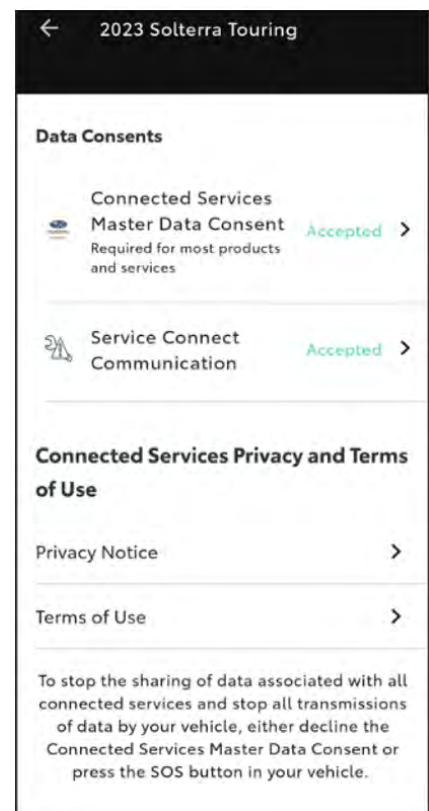 2023 Solterra Touring
Data Consents
Connected Services
Master Data Consent
Required for most products
and services
Accepted
Service Connect
Communication
Accepted
Connected Services Privacy and Terms
of Use
Privacy Notice
Terms of Use
To stop the sharing of data associated with all
connected services and stop all transmissions
of data by your vehicle, either decline the
Connected Services Master Data Consent or
press the SOS button in your vehicle.